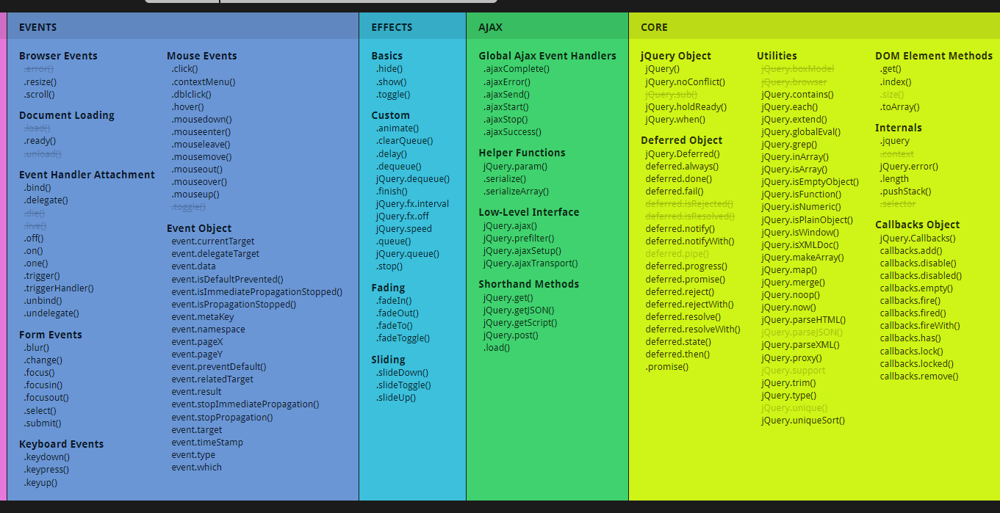 EVENTS
Browser Events
.error()
.resize()
.scroll()
Document Loading
.load()
.ready()
.unload()
Event Handler Attachment
.bind()
.delegate()
.die()
.live()
.off()
.on()
.one()
.trigger()
.triggerHandler()
.unbind()
.undelegate()
Form Events
.blur()
.change()
.focus()
.focusin()
.focusout()
.select()
.submit()
Keyboard Events
.keydown()
.keypress()
.keyup()
Mouse Events
.click()
.contextMenu()
.dblclick()
.hover()
.mousedown()
.mouseenter()
.mouseleave()
.mousemove()
.mouseout()
.mouseover()
.mouseup()
.toggle()
Event Object
event.currentTarget
event.delegateTarget
event.data
event.isDefaultPrevented()
event.isImmediatePropagationStopped()
event.isPropagationStopped()
event.metaKey
event.namespace
event.pageX
event.pageY
event.preventDefault()
event.relatedTarget
event.result
event.stopImmediatePropagation()
event.stopPropagation()
event.target
event.timeStamp
event.type
event.which
EFFECTS
Basics
.hide()
.show()
.toggle()
Custom
.animate()
.clearQueue()
.delay()
.dequeue()
jQuery.dequeue()
.finish()
jQuery.fx.interval
jQuery.fx.off
jQuery.speed
.queue()
jQuery.queue()
.stop()
Fading
.fadeIn()
.fadeOut()
.fadeTo()
.fadeToggle()
Sliding
.slideDown()
.slideToggle()
.slideUp()
AJAX
Global Ajax Event Handlers
.ajaxComplete()
.ajaxError()
.ajaxSend()
.ajaxStart()
.ajaxStop()
.ajaxSuccess()
Helper Functions
jQuery.param()
.serialize()
.serializeArray()
Low-Level Interface
jQuery.ajax()
jQuery.prefilter()
jQuery.ajaxSetup()
jQuery.ajaxTransport()
Shorthand Methods
jQuery.get()
jQuery.getJSON()
jQuery.getScript()
jQuery.post()
.load()
CORE
jQuery Object
jQuery()
jQuery.noConflict()
jQuery.sub()
jQuery.holdReady()
jQuery.when()
Deferred Object
jQuery.Deferred()
deferred.always()
deferred.done()
deferred.fail()
deferred.isRejected()
deferred.isResolved()
deferred.notify()
deferred.notifyWith()
deferred.pipe()
deferred.progress()
deferred.promise()
deferred.reject()
deferred.rejectWith()
deferred.resolve()
deferred.resolveWith()
deferred.state()
deferred.then()
.promise()
Utilities
jQuery.boxModel
jQuery.browser
jQuery.contains()
jQuery.each()
jQuery.extend()
jQuery.globalEval()
jQuery.grep()
jQuery.inArray()
jQuery.isArray()
jQuery.isEmptyObject()
jQuery.isFunction()
jQuery.isNumeric()
jQuery.isPlainObject()
jQuery.isWindow()
jQuery.isXMLDoc()
jQuery.makeArray()
jQuery.map()
jQuery.merge()
jQuery.noop()
jQuery.now()
jQuery.parseHTML()
jQuery.parseJSON()
jQuery.parseXML()
jQuery.proxy()
jQuery.support
jQuery.trim()
jQuery.type()
jQuery.unique()
jQuery.uniqueSort()
DOM Element Methods
.get()
.index()
.size()
.toArray()
Internals
.jquery
.context
jQuery.error()
.length
.pushStack()
.selector
Callbacks Object
jQuery.Callbacks()
callbacks.add()
callbacks.disable()
callbacks.disabled()
callbacks.empty()
callbacks.fire()
callbacks.fired()
callbacks.fireWith()
callbacks.has()
callbacks.lock()
callbacks.locked()
callbacks.remove()